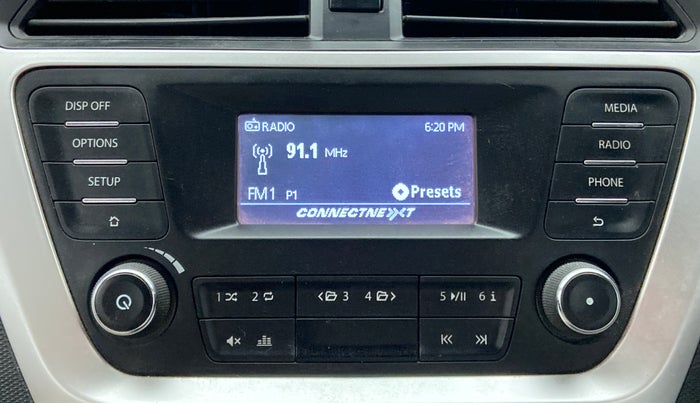 DISP OFF
OPTIONS
SETUP
RADIO 6:20 PM
91.1 MHz
FM1 P1 Presets
CONNECTNEXT
MEDIA
RADIO
PHONE
1 2 3 4 5 6 i